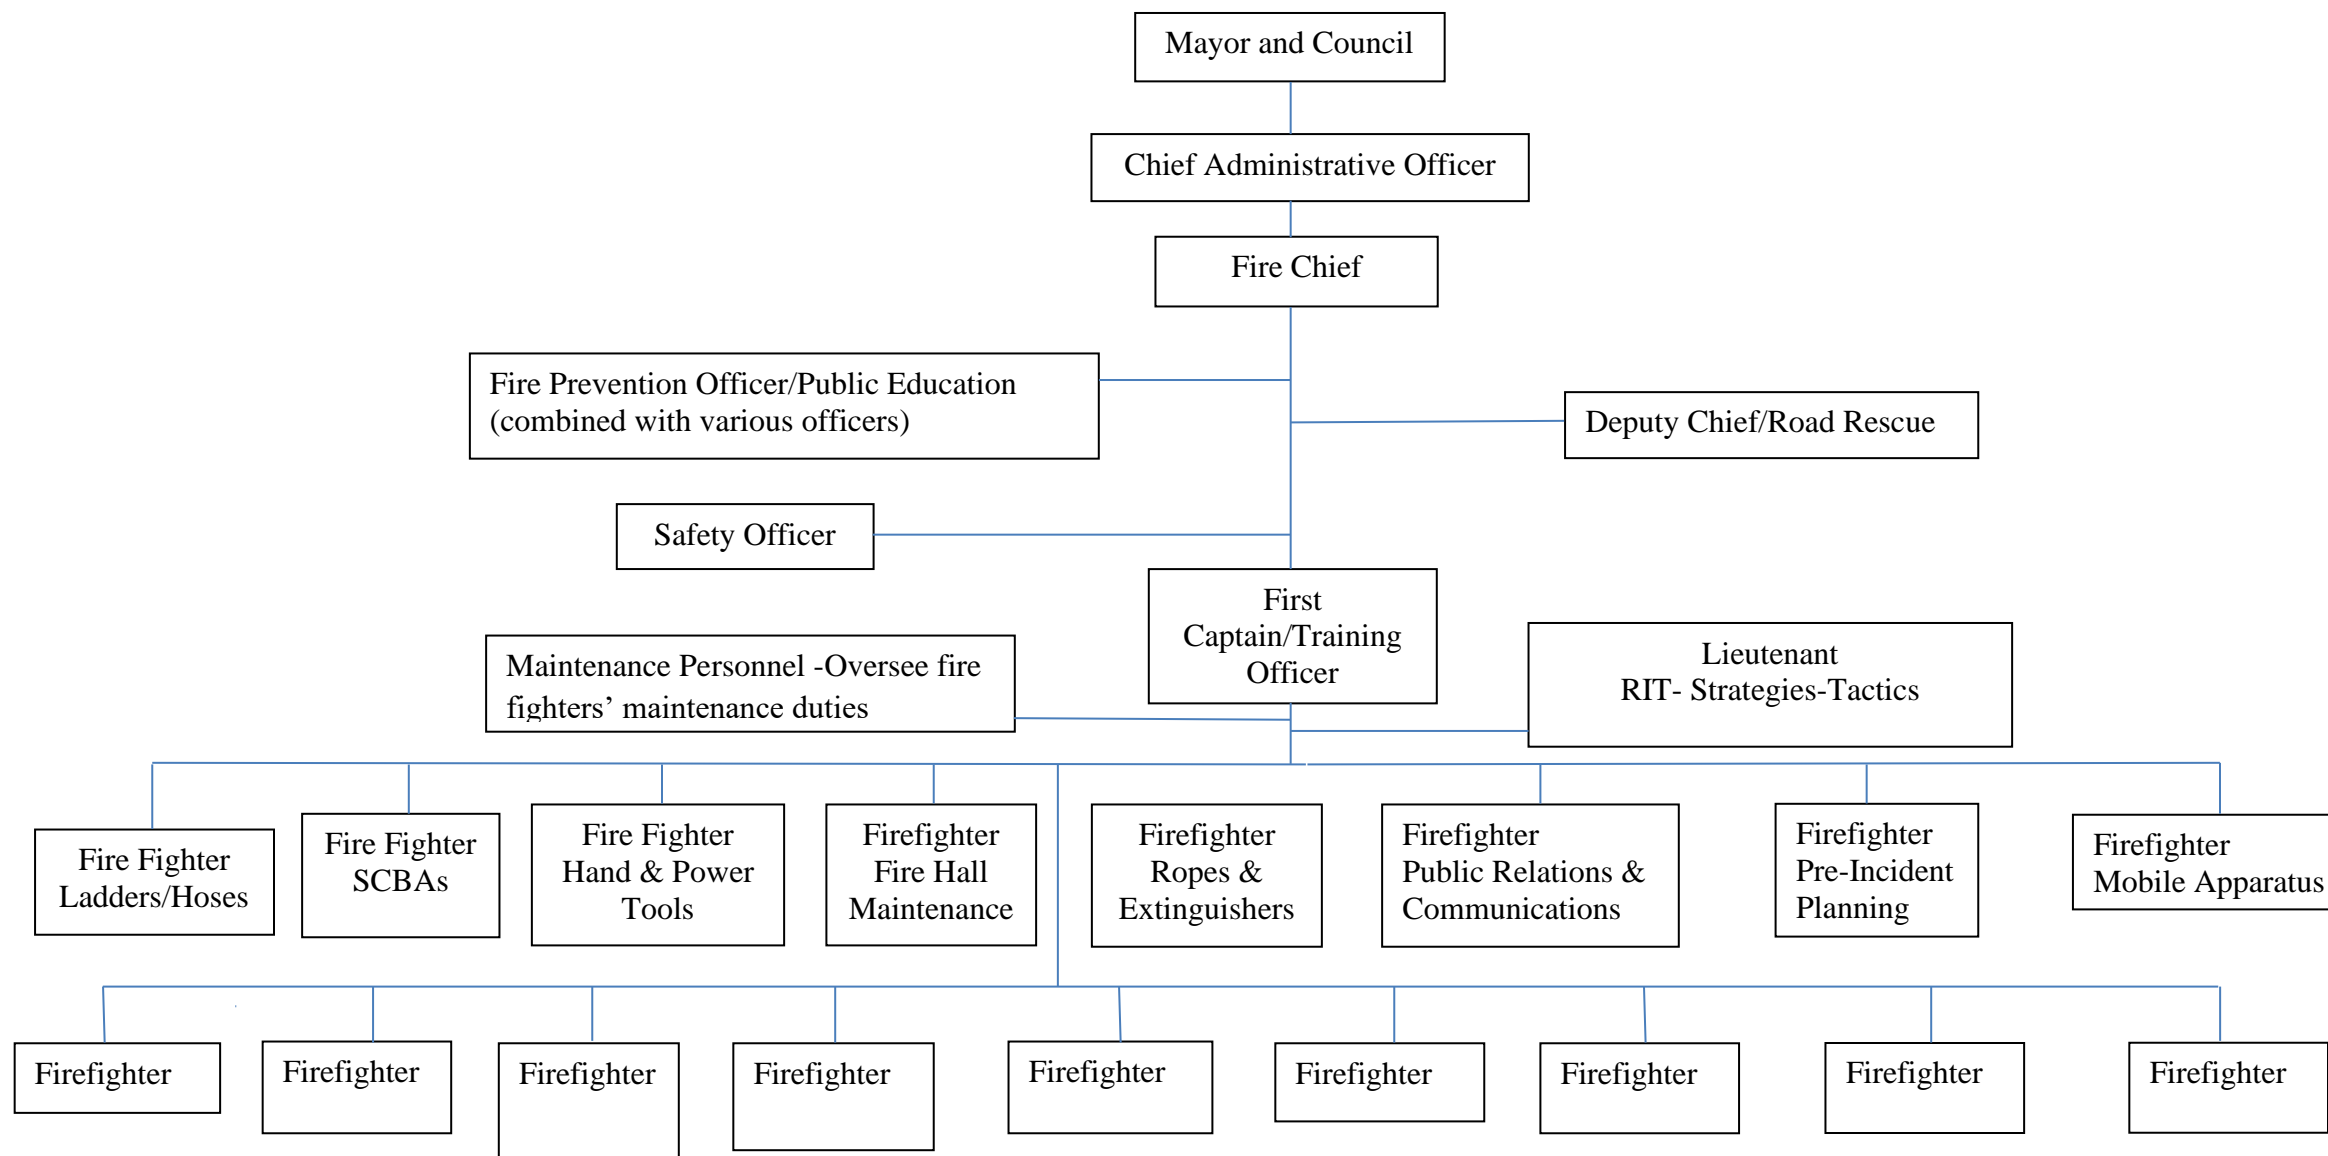 Mayor and Council
Chief Administrative Officer
Fire Chief
Fire Prevention Officer/Public Education
(combined with various officers)
Deputy Chief/Road Rescue
Safety Officer
First
Captain/Training
Officer
Maintenance Personnel -Oversee fire
fighters’ maintenance duties
Lieutenant
RIT- Strategies-Tactics
Fire Fighter
Ladders/Hoses
Fire Fighter
SCBAs
Fire Fighter
Hand & Power
Tools
Firefighter
Fire Hall
Maintenance
Firefighter
Ropes &
Extinguishers
Firefighter
Public Relations &
Communications
Firefighter
Pre-Incident
Planning
Firefighter
Mobile Apparatus
Firefighter
Firefighter
Firefighter
Firefighter
Firefighter
Firefighter
Firefighter
Firefighter
Firefighter